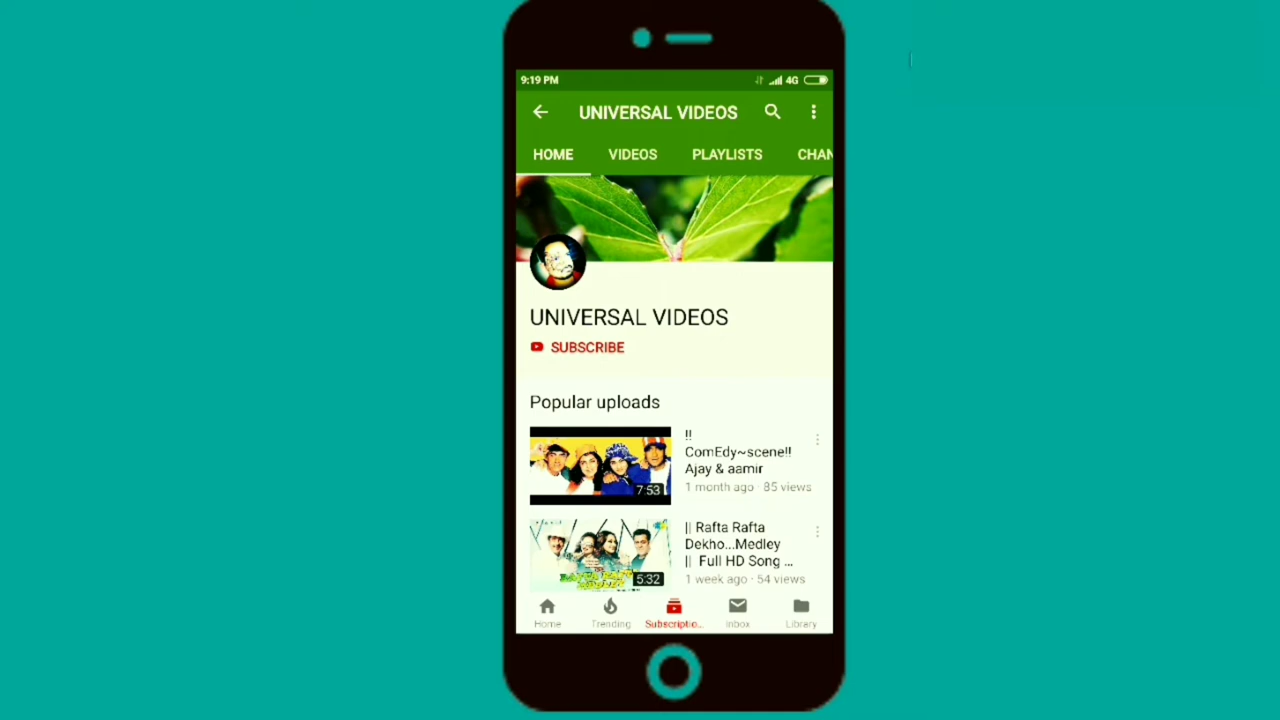 9:19 PM 4G
UNIVERSAL VIDEOS
HOME VIDEOS PLAYLISTS CHAN
UNIVERSAL VIDEOS
SUBSCRIBE
Popular uploads
!!
ComEdy~scene!!
Ajay & aamir
1 month ago · 85 views
7:53
|| Rafta Rafta
Dekho...Medley
|| Full HD Song ...
1 week ago · 54 views
5:32
Home Trending Subscriptio... Inbox Library